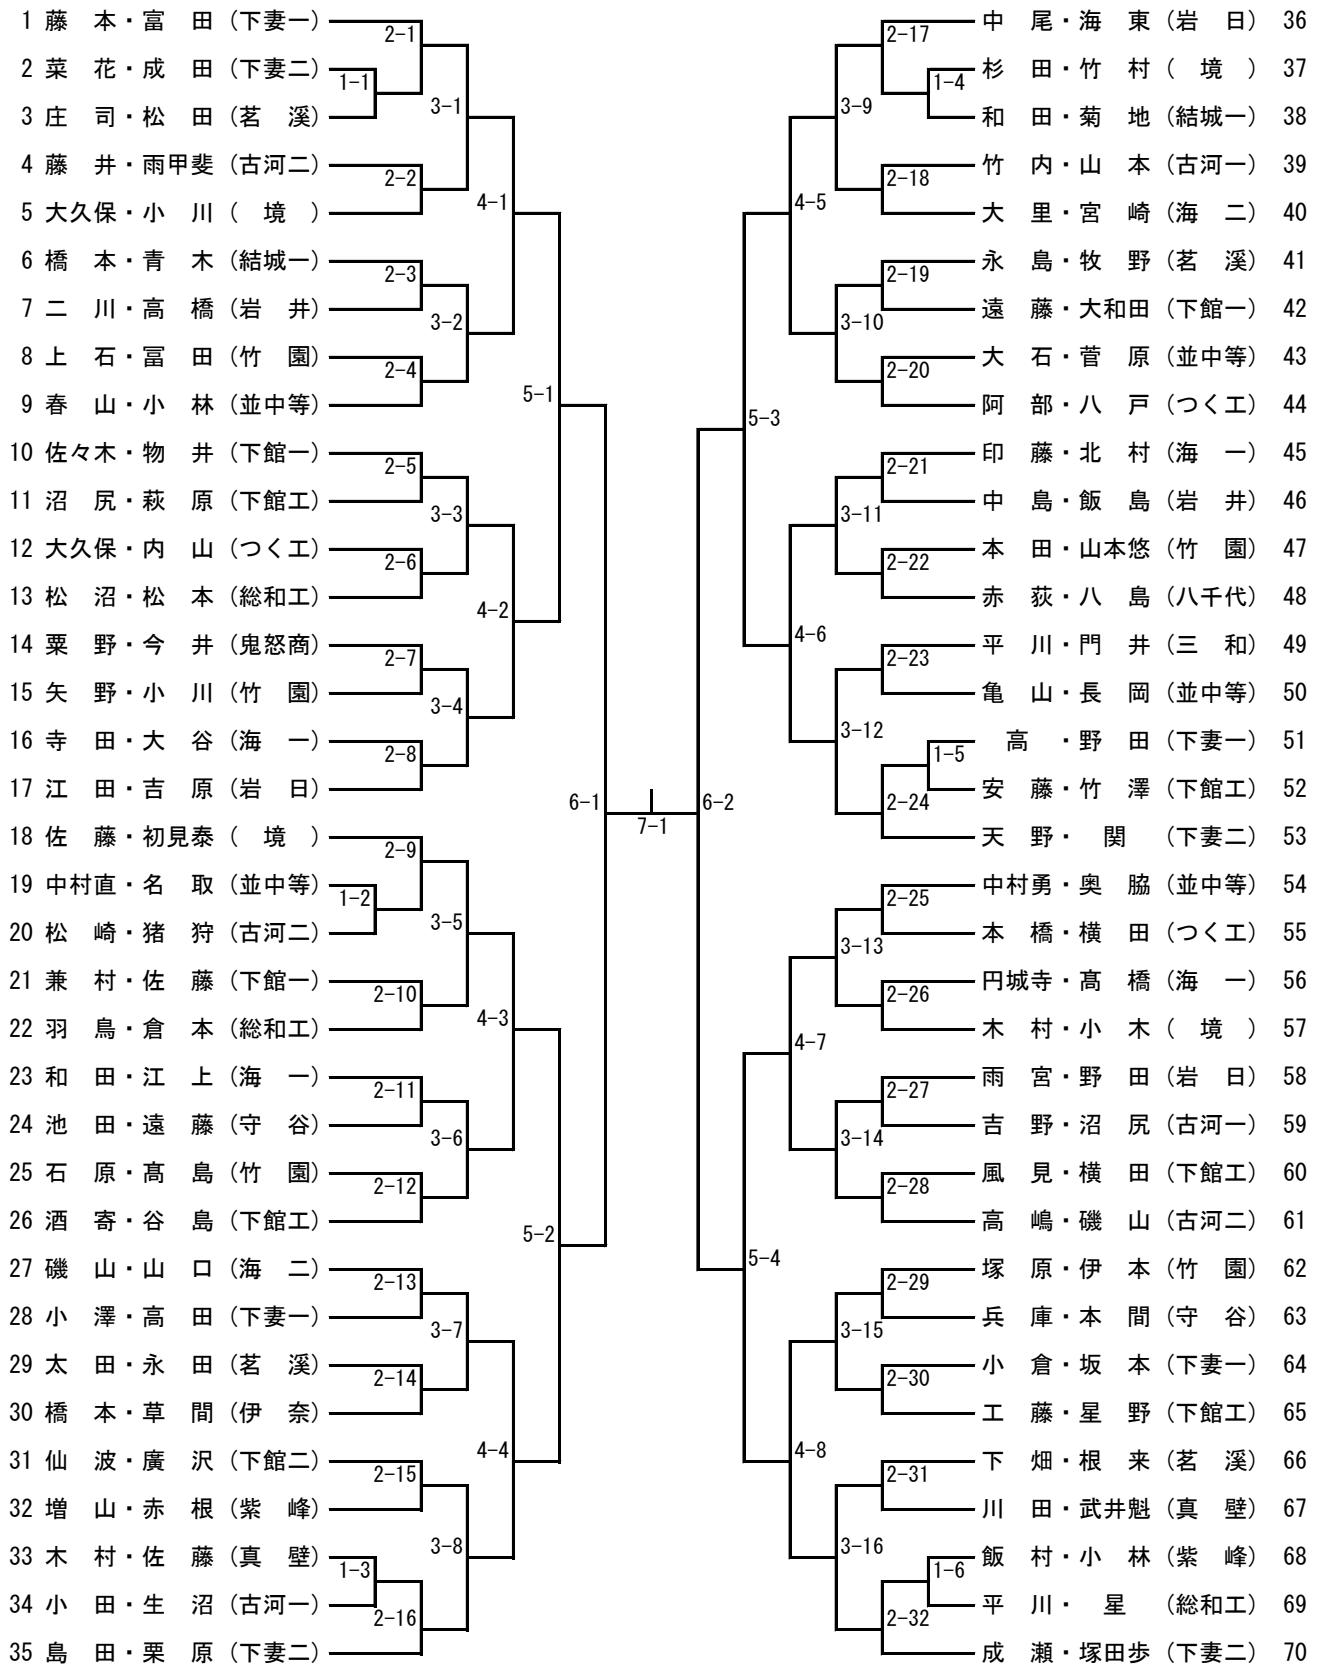 1 藤　本・富　田（下妻一）
2-1
2 菜　花・成　田（下妻二）
1-1
3 庄　司・松　田（茗　溪）
3-1
4 藤　井・雨甲斐（古河二）
2-2
5 大久保・小　川（　境　）
4-1
6 橋　本・青　木（結城一）
2-3
7 二　川・高　橋（岩　井）
3-2
8 上　石・冨　田（竹　園）
2-4
9 春　山・小　林（並中等）
5-1
10 佐々木・物　井（下館一）
2-5
11 沼　尻・萩　原（下館工）
3-3
12 大久保・内　山（つく工）
2-6
13 松　沼・松　本（総和工）
4-2
14 粟　野・今　井（鬼怒商）
2-7
15 矢　野・小　川（竹　園）
3-4
16 寺　田・大　谷（海　一）
2-8
17 江　田・吉　原（岩　日）
6-1
18 佐　藤・初見泰（　境　）
2-9
19 中村直・名　取（並中等）
1-2
20 松　崎・猪　狩（古河二）
3-5
21 兼　村・佐　藤（下館一）
2-10
22 羽　鳥・倉　本（総和工）
4-3
23 和　田・江　上（海　一）
2-11
24 池　田・遠　藤（守　谷）
3-6
25 石　原・髙　島（竹　園）
2-12
26 酒　寄・谷　島（下館工）
5-2
27 磯　山・山　口（海　二）
2-13
28 小　澤・高　田（下妻一）
3-7
29 太　田・永　田（茗　溪）
2-14
30 橋　本・草　間（伊　奈）
4-4
31 仙　波・廣　沢（下館二）
2-15
32 増　山・赤　根（紫　峰）
3-8
33 木　村・佐　藤（真　壁）
1-3
34 小　田・生　沼（古河一）
2-16
35 島　田・栗　原（下妻二）
7-1
中　尾・海　東（岩　日） 36
2-17
杉　田・竹　村（　境　） 37
1-4
和　田・菊　地（結城一） 38
3-9
竹　内・山　本（古河一） 39
2-18
大　里・宮　崎（海　二） 40
4-5
永　島・牧　野（茗　溪） 41
2-19
遠　藤・大和田（下館一） 42
3-10
大　石・菅　原（並中等） 43
2-20
阿　部・八　戸（つく工） 44
5-3
印　藤・北　村（海　一） 45
2-21
中　島・飯　島（岩　井） 46
3-11
本　田・山本悠（竹　園） 47
2-22
赤　荻・八　島（八千代） 48
4-6
平　川・門　井（三　和） 49
2-23
亀　山・長　岡（並中等） 50
3-12
高　・野　田（下妻一） 51
1-5
安　藤・竹　澤（下館工） 52
2-24
6-2
天　野・　関　（下妻二） 53
中村勇・奥　脇（並中等） 54
2-25
本　橋・横　田（つく工） 55
3-13
円城寺・髙　橋（海　一） 56
2-26
木　村・小　木（　境　） 57
4-7
雨　宮・野　田（岩　日） 58
2-27
吉　野・沼　尻（古河一） 59
3-14
風　見・横　田（下館工） 60
2-28
高　嶋・磯　山（古河二） 61
5-4
塚　原・伊　本（竹　園） 62
2-29
兵　庫・本　間（守　谷） 63
3-15
小　倉・坂　本（下妻一） 64
2-30
工　藤・星　野（下館工） 65
4-8
下　畑・根　来（茗　溪） 66
2-31
川　田・武井魁（真　壁） 67
3-16
飯　村・小　林（紫　峰） 68
1-6
平　川・　星　（総和工） 69
2-32
成　瀬・塚田歩（下妻二） 70